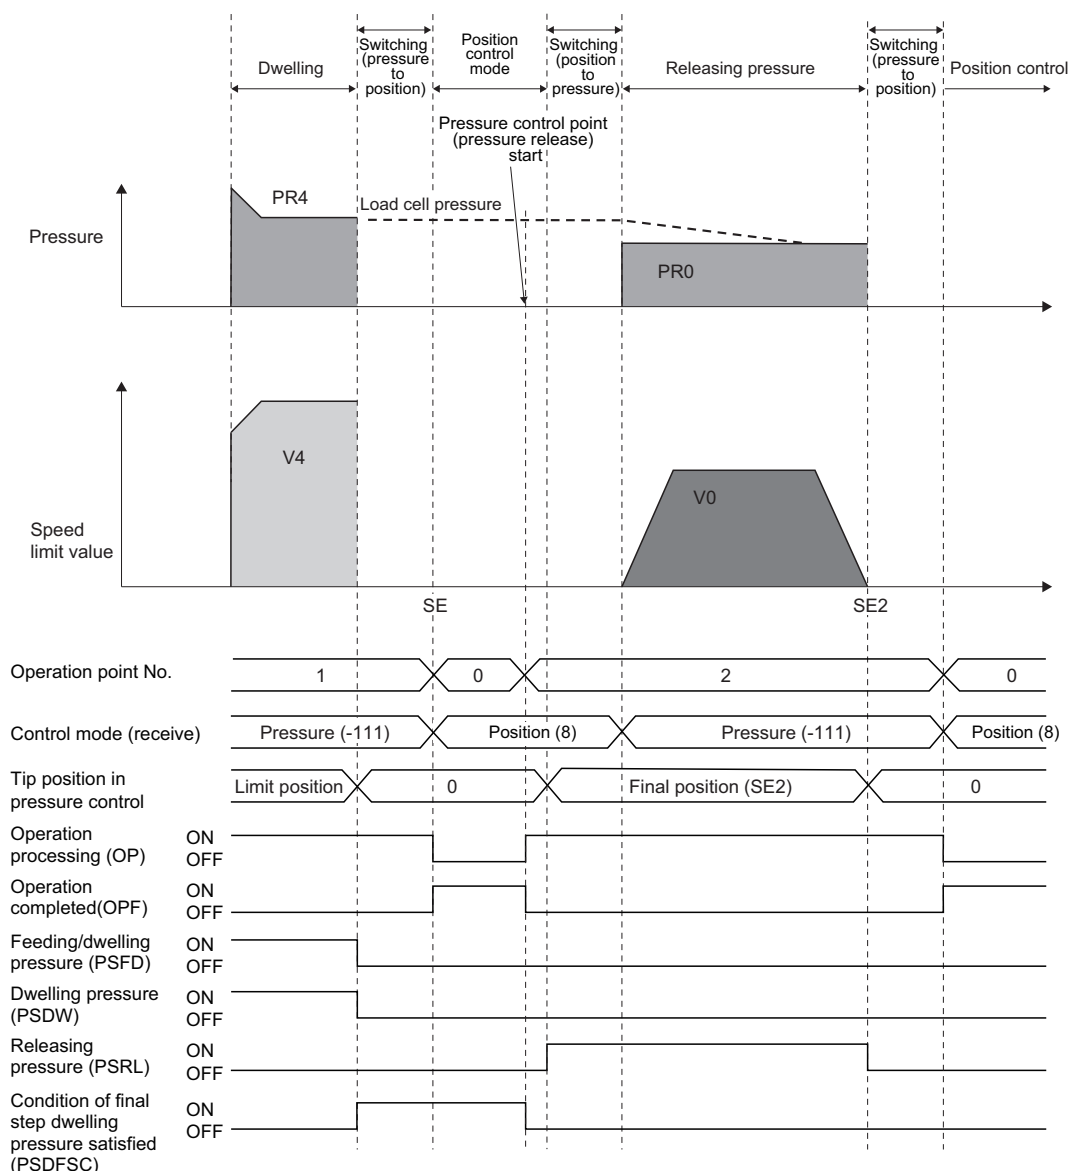 Dwelling
Switching
(pressure
to
position)
Position
control
mode
Switching
(position
to
pressure)
Releasing pressure
Switching
(pressure
to
position)
Position control
Pressure control point
(pressure release)
start
Pressure
PR4
Load cell pressure
PR0
Speed
limit value
V4
V0
SE
SE2
Operation point No.
1
0
2
0
Control mode (receive)
Pressure (-111)
Position (8)
Pressure (-111)
Position (8)
Tip position in
pressure control
Limit position
0
Final position (SE2)
0
Operation
processing (OP)
ON
OFF
Operation
completed(OPF)
ON
OFF
Feeding/dwelling
pressure (PSFD)
ON
OFF
Dwelling pressure
(PSDW)
ON
OFF
Releasing
pressure (PSRL)
ON
OFF
Condition of final
step dwelling
pressure satisfied
(PSDFSC)
ON
OFF